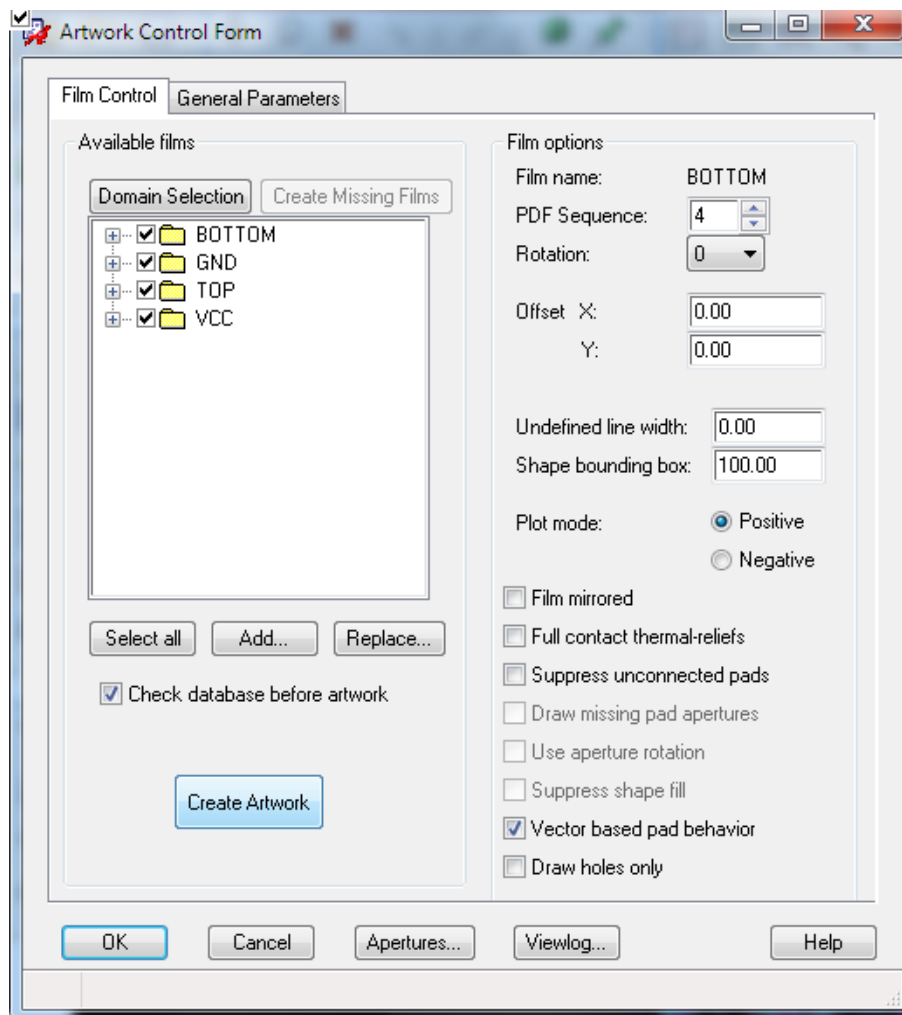 Artwork Control Form
Film Control
General Parameters
Available films
Domain Selection
Create Missing Films
BOTTOM
GND
TOP
VCC
Select all
Add...
Replace...
Check database before artwork
Create Artwork
Film options
Film name: BOTTOM
PDF Sequence: 4
Rotation: 0
Offset X: 0.00
Y: 0.00
Undefined line width: 0.00
Shape bounding box: 100.00
Plot mode: Positive
Negative
Film mirrored
Full contact thermal-reliefs
Suppress unconnected pads
Draw missing pad apertures
Use aperture rotation
Suppress shape fill
Vector based pad behavior
Draw holes only
OK
Cancel
Apertures...
Viewlog...
Help